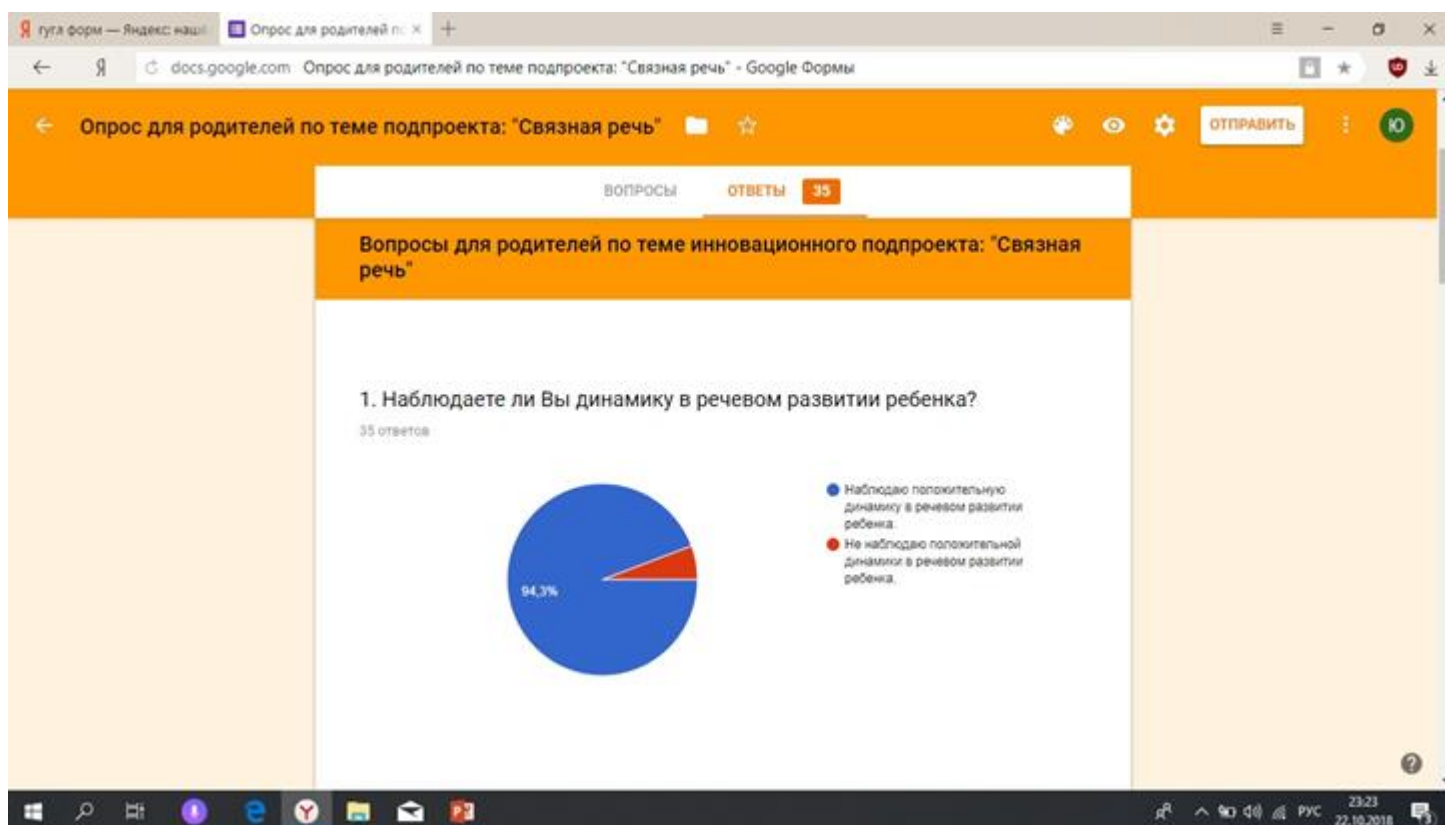 Я гугл форм — Яндекс: наш
Опрос для родителей п
Я docs.google.com Опрос для родителей по теме подпроекта: "Связная речь" - Google Формы
Опрос для родителей по теме подпроекта: "Связная речь"
ОТПРАВИТЬ
Ю
ВОПРОСЫ ОТВЕТЫ 35
Вопросы для родителей по теме инновационного подпроекта: "Связная
речь"
1. Наблюдаете ли Вы динамику в речевом развитии ребенка?
35 ответов
94,3%
Наблюдаю положительную
динамику в речевом развитии
ребенка.
Не наблюдаю положительной
динамики в речевом развитии
ребенка.
РУС
23:23
22.10.2018